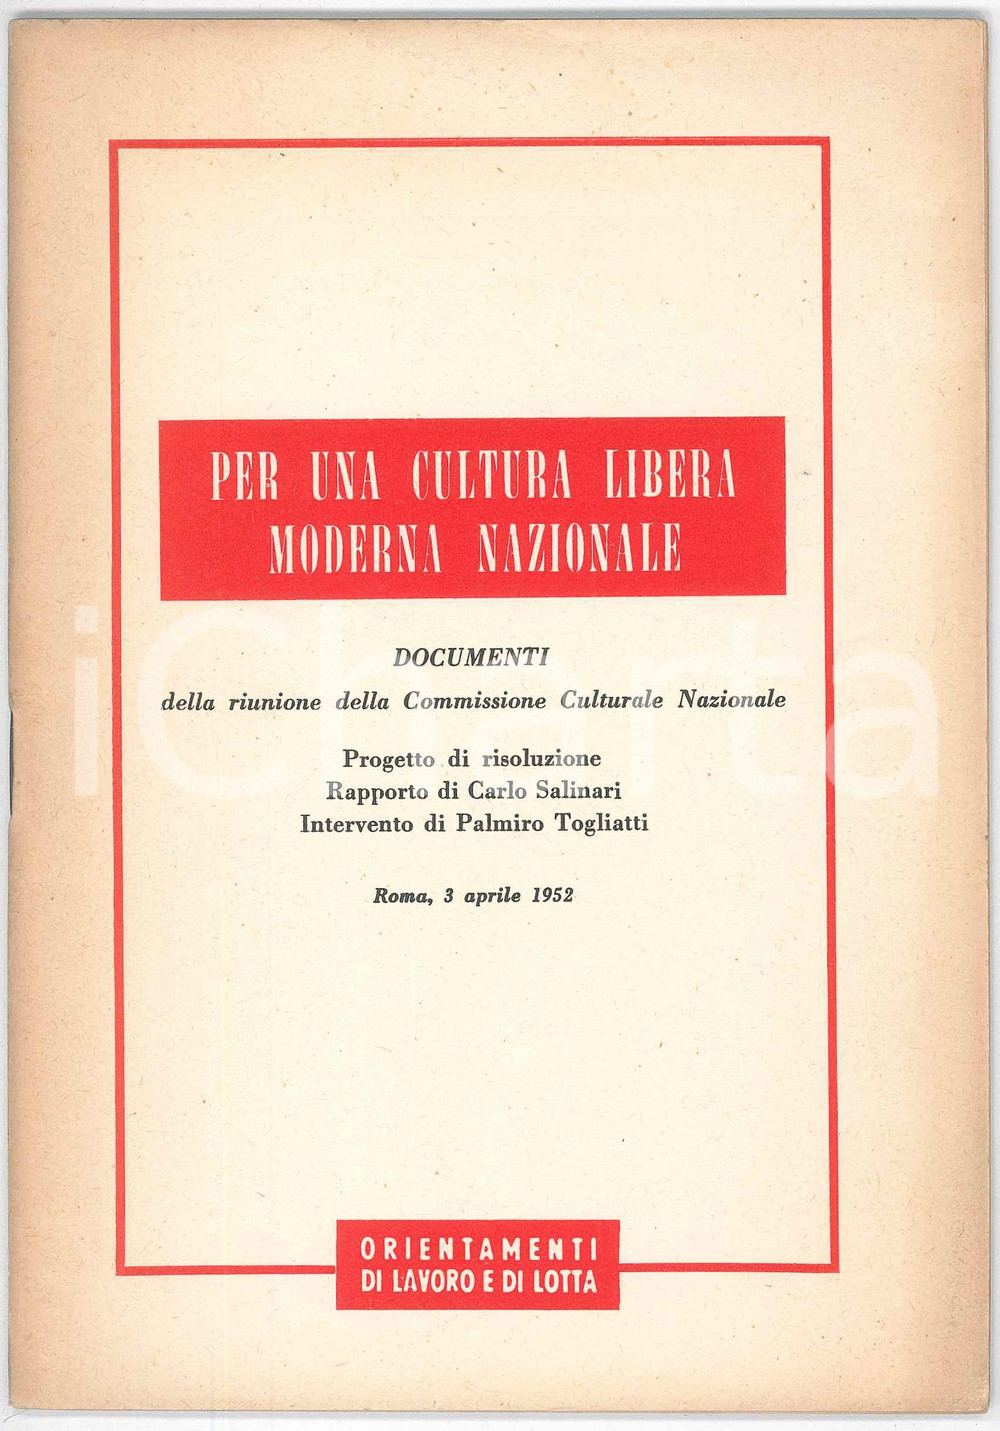 PER UNA CULTURA LIBERA
MODERNA NAZIONALE
DOCUMENTI
della riunione della Commissione Culturale Nazionale
Progetto di risoluzione
Rapporto di Carlo Salinari
Intervento di Palmiro Togliatti
Roma, 3 aprile 1952
ORIENTAMENTI
DI LAVORO E DI LOTTA
iCharta